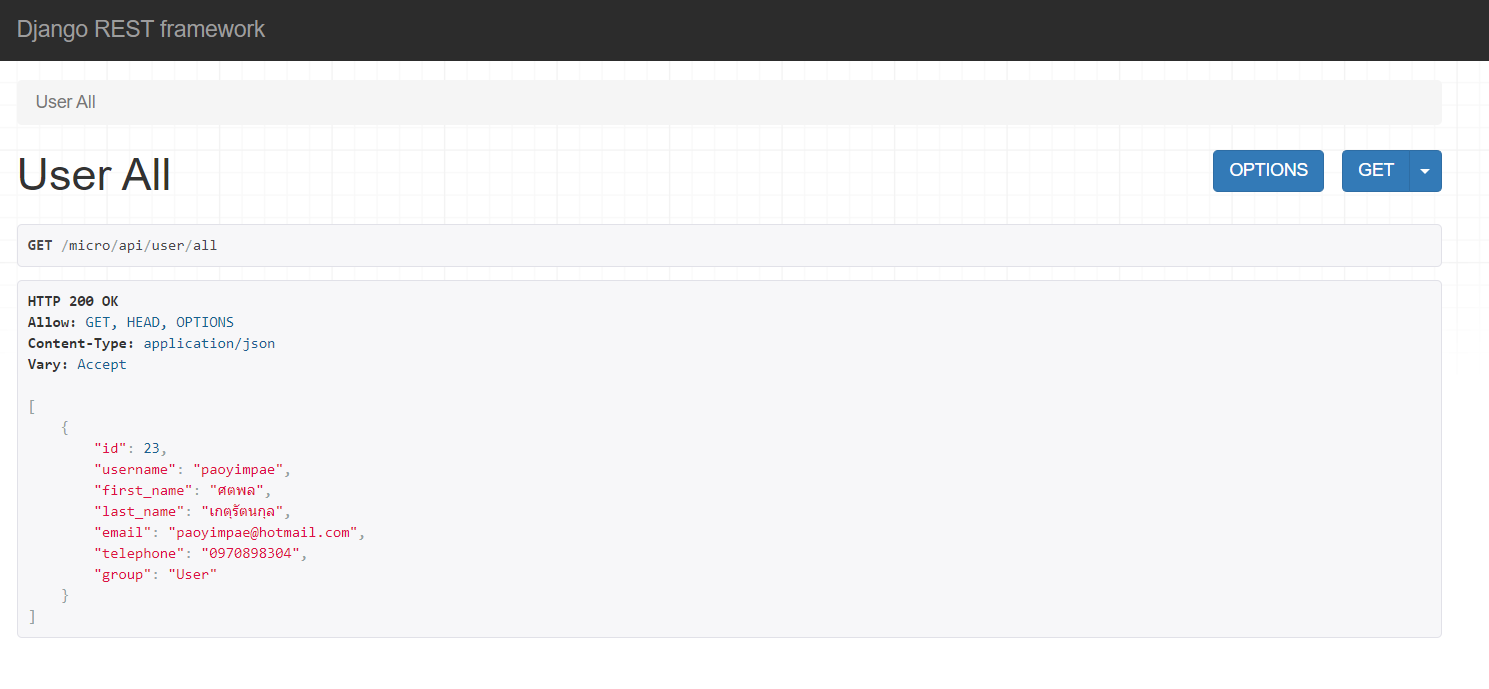 Django REST framework
User All
User All
OPTIONS GET
GET /micro/api/user/all
HTTP 200 OK
Allow: GET, HEAD, OPTIONS
Content-Type: application/json
Vary: Accept
[
    {
        "id": 23,
        "username": "paoyimpae",
        "first_name": "ศตพล",
        "last_name": "เกตุรัตนกุล",
        "email": "paoyimpae@hotmail.com",
        "telephone": "0970898304",
        "group": "User"
    }
]